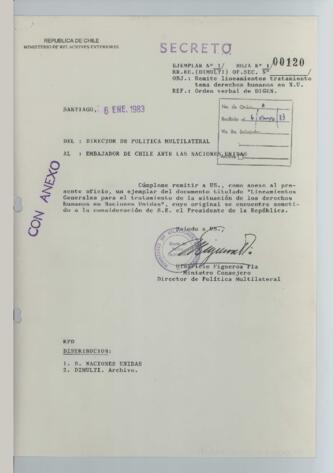 REPUBLICA DE CHILE
MINISTERIO DE RELACIONES EXTERIORES
SECRETO
EJEMPLAR Nº 1/ HOJA Nº 1/
00120
RR.EE.(DIMULTI) OF.SEC. Nº
OBJ.: Remite lineamientos tratamiento
tema derechos humanos en N.U.
REF.: Orden verbal de DIGEN.
SANTIAGO, 6 ENE. 1983
DEL : DIRECTOR DE POLITICA MULTILATERAL
AL : EMBAJADOR DE CHILE ANTE LAS NACIONES UNIDAS
CON ANEXO
Cúmpleme remitir a US., como anexo al pre-
sente oficio, un ejemplar del documento titulado "Lineamientos
Generales para el tratamiento de la situación de los derechos
humanos en Naciones Unidas", cuyo original se encuentra someti-
do a la consideración de S.E. el Presidente de la República.
Saluda a US.,
Ministro Consejero
Director de Política Multilateral
DISTRIBUCION:
1. D. NACIONES UNIDAS
2. DIMULTI. Archivo.